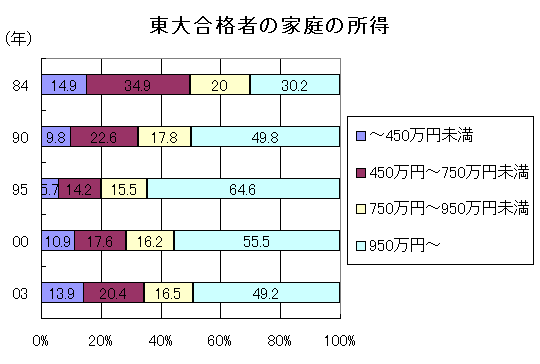 東大合格者の家庭の所得
(年)
84 14.9 34.9 20 30.2
90 9.8 22.6 17.8 49.8
95 5.7 14.2 15.5 64.6
00 10.9 17.6 16.2 55.5
03 13.9 20.4 16.5 49.2
0% 20% 40% 60% 80% 100%
～450万円未満
450万円～750万円未満
750万円～950万円未満
950万円～